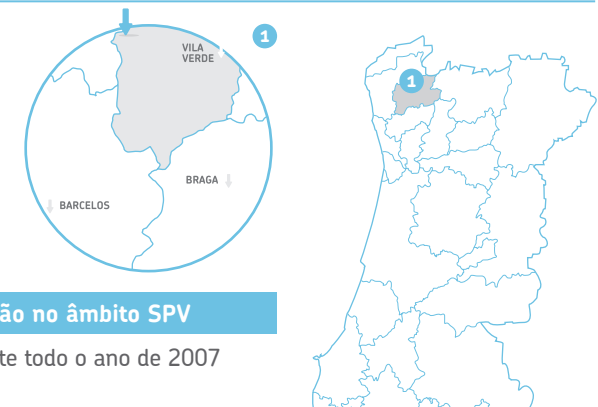 1
VILA
VERDE
BRAGA
BARCELOS
1
ão no âmbito SPV
te todo o ano de 2007